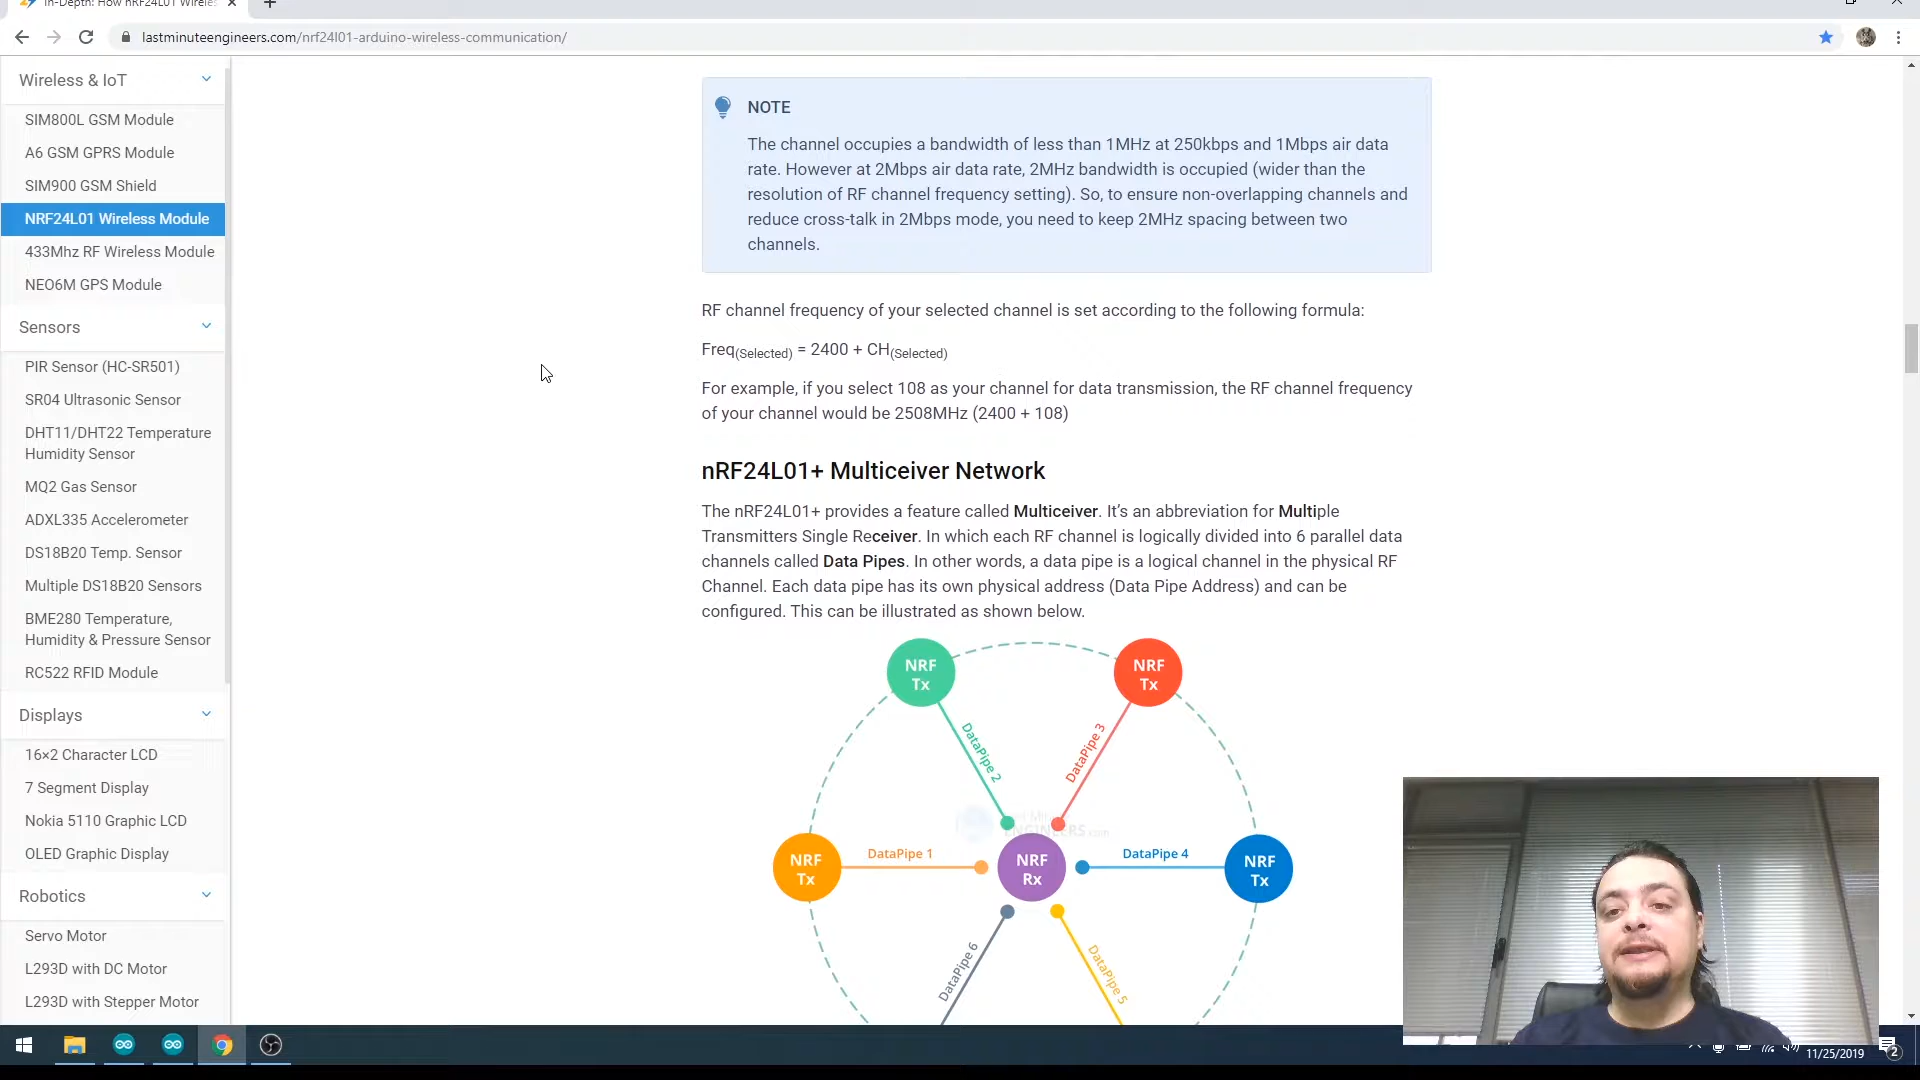 In-Depth: How nRF24L01 Wireles
lastminuteengineers.com/nrf24l01-arduino-wireless-communication/
Wireless & IoT
SIM800L GSM Module
A6 GSM GPRS Module
SIM900 GSM Shield
NRF24L01 Wireless Module
433Mhz RF Wireless Module
NEO6M GPS Module
Sensors
PIR Sensor (HC-SR501)
SR04 Ultrasonic Sensor
DHT11/DHT22 Temperature
Humidity Sensor
MQ2 Gas Sensor
ADXL335 Accelerometer
DS18B20 Temp. Sensor
Multiple DS18B20 Sensors
BME280 Temperature,
Humidity & Pressure Sensor
RC522 RFID Module
Displays
16×2 Character LCD
7 Segment Display
Nokia 5110 Graphic LCD
OLED Graphic Display
Robotics
Servo Motor
L293D with DC Motor
L293D with Stepper Motor
NOTE
The channel occupies a bandwidth of less than 1MHz at 250kbps and 1Mbps air data
rate. However at 2Mbps air data rate, 2MHz bandwidth is occupied (wider than the
resolution of RF channel frequency setting). So, to ensure non-overlapping channels and
reduce cross-talk in 2Mbps mode, you need to keep 2MHz spacing between two
channels.
RF channel frequency of your selected channel is set according to the following formula:
Freq(Selected) = 2400 + CH(Selected)
For example, if you select 108 as your channel for data transmission, the RF channel frequency
of your channel would be 2508MHz (2400 + 108)
nRF24L01+ Multiceiver Network
The nRF24L01+ provides a feature called Multiceiver. It's an abbreviation for Multiple
Transmitters Single Receiver. In which each RF channel is logically divided into 6 parallel data
channels called Data Pipes. In other words, a data pipe is a logical channel in the physical RF
Channel. Each data pipe has its own physical address (Data Pipe Address) and can be
configured. This can be illustrated as shown below.
NRF
Tx
NRF
Tx
DataPipe 2
DataPipe 3
ENGINEERS.com
NRF
Tx
DataPipe 1
NRF
Rx
DataPipe 4
NRF
Tx
DataPipe 6
DataPipe 5
11/25/2019
2